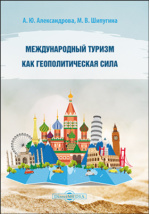 А. Ю. Александрова, М. В. Шипугина
МЕЖДУНАРОДНЫЙ ТУРИЗМ
КАК ГЕОПОЛИТИЧЕСКАЯ СИЛА